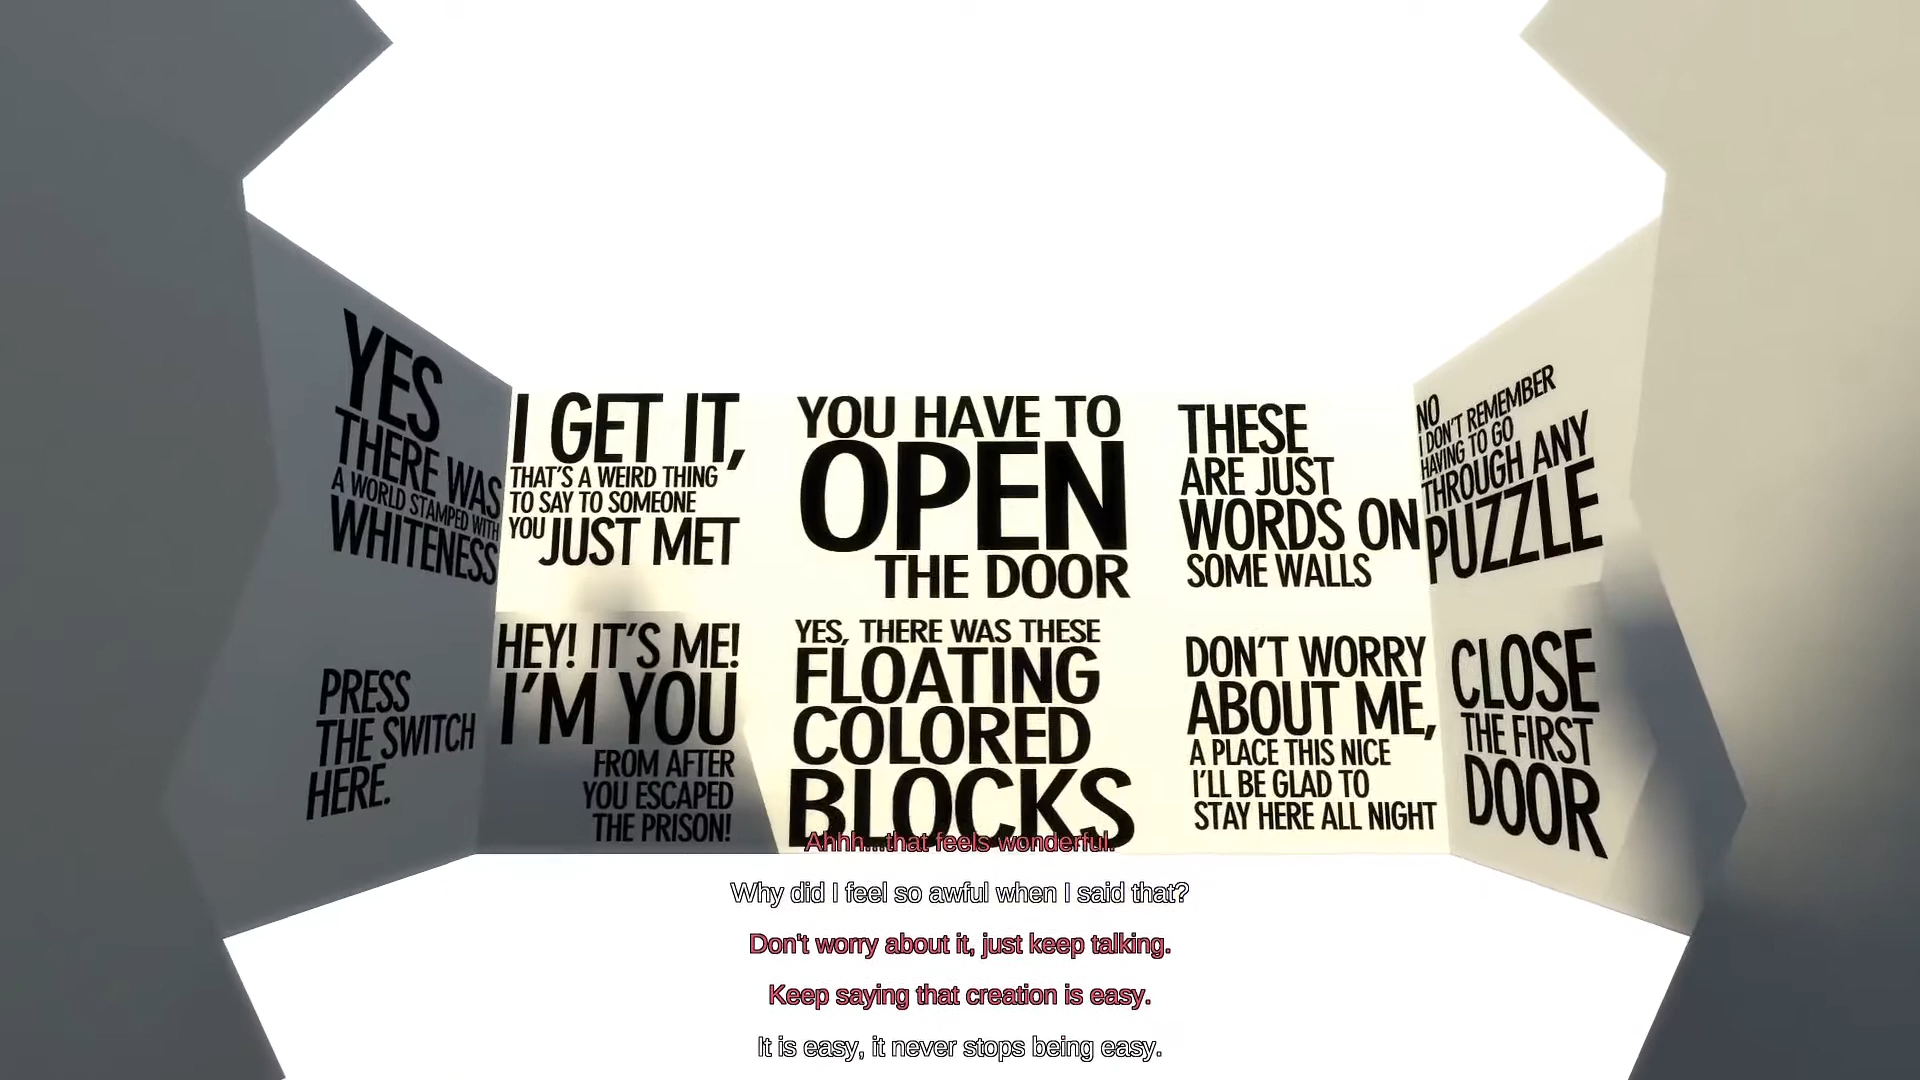 YES
THERE WAS
A WORLD STAMPED WITH
WHITENESS
I GET IT,
THAT'S A WEIRD THING
TO SAY TO SOMEONE
YOU JUST MET
YOU HAVE TO
OPEN
THE DOOR
THESE
ARE JUST
WORDS ON
SOME WALLS
NO
I DON'T REMEMBER
HAVING TO GO
THROUGH ANY
PUZZLE
PRESS
THE SWITCH
HERE.
HEY! IT'S ME!
I'M YOU
FROM AFTER
YOU ESCAPED
THE PRISON!
YES, THERE WAS THESE
FLOATING
COLORED
BLOCKS
DON'T WORRY
ABOUT ME,
A PLACE THIS NICE
I'LL BE GLAD TO
STAY HERE ALL NIGHT
CLOSE
THE FIRST
DOOR
Ahhh...that feels wonderful.
Why did I feel so awful when I said that?
Don't worry about it, just keep talking.
Keep saying that creation is easy.
It is easy, it never stops being easy.